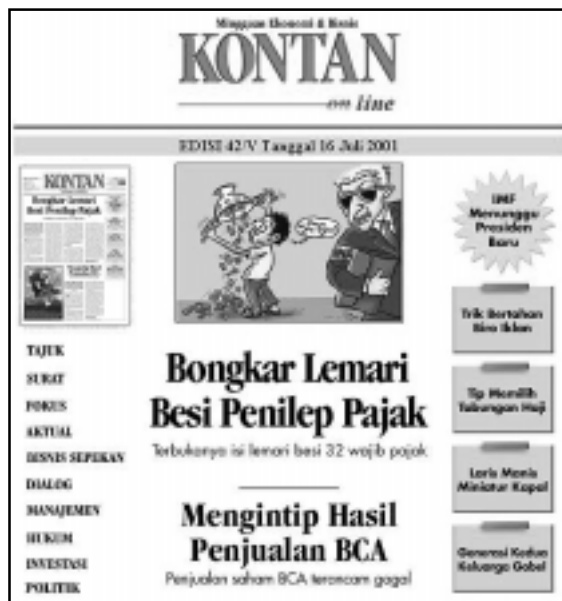 Mingguan Ekonomi & Bisnis
KONTAN
on line
EDISI 42/V Tanggal 16 Juli 2001
KONTAN
Bongkar Lemari
Besi Penilep Pajak
IMF
Menunggu
Presiden
Baru
Trik Bertahan
Biro Iklan
Tip Memilih
Tabungan Haji
Laris Manis
Miniatur Kapal
Generasi Kedua
Keluarga Gobel
TAJUK
SURAT
FOKUS
AKTUAL
BISNIS SEPEKAN
DIALOG
MANAJEMEN
HUKUM
INVESTASI
POLITIK
Bongkar Lemari
Besi Penilep Pajak
Terbukanya isi lemari besi 32 wajib pajak
Mengintip Hasil
Penjualan BCA
Penjualan saham BCA terancam gagal